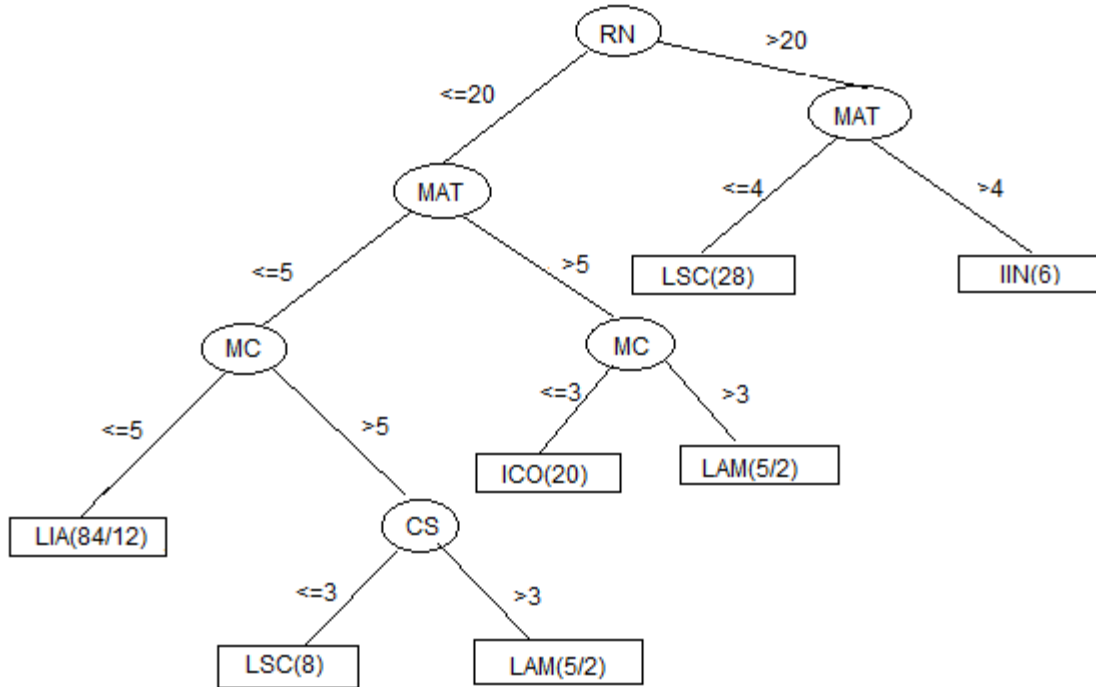 RN
>20
<=20
MAT
MAT
<=4
>4
<=5
>5
LSC(28)
IIN(6)
MC
MC
<=3
>3
<=5
>5
ICO(20)
LAM(5/2)
LIA(84/12)
CS
<=3
>3
LSC(8)
LAM(5/2)